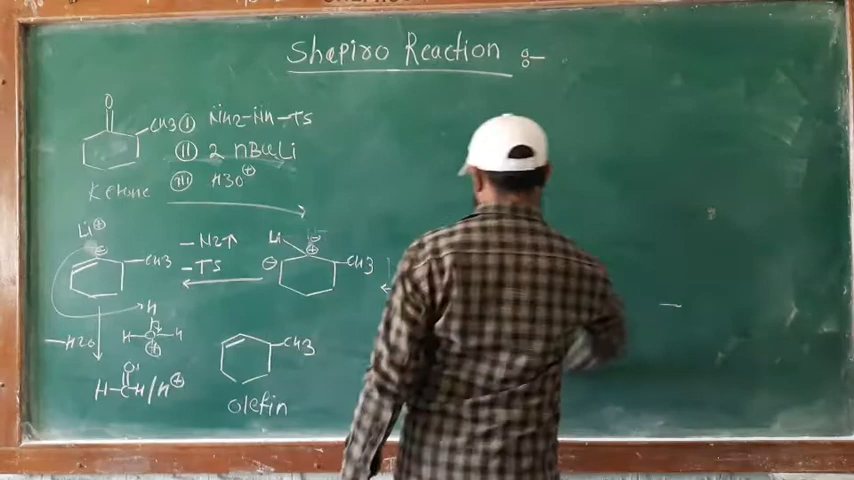 Shapiro Reaction :-
O
CH3 (i) NH2-NH-TS
(ii) 2 nBuLi
Ketone (iii) H3O⊕
Li⊕
⊖ CH3 -N2↑ Li ⊕ CH3
-TS ⊖
H
-H2O H O H
⊕
O
H-C-H/H⊕
CH3
Olefin